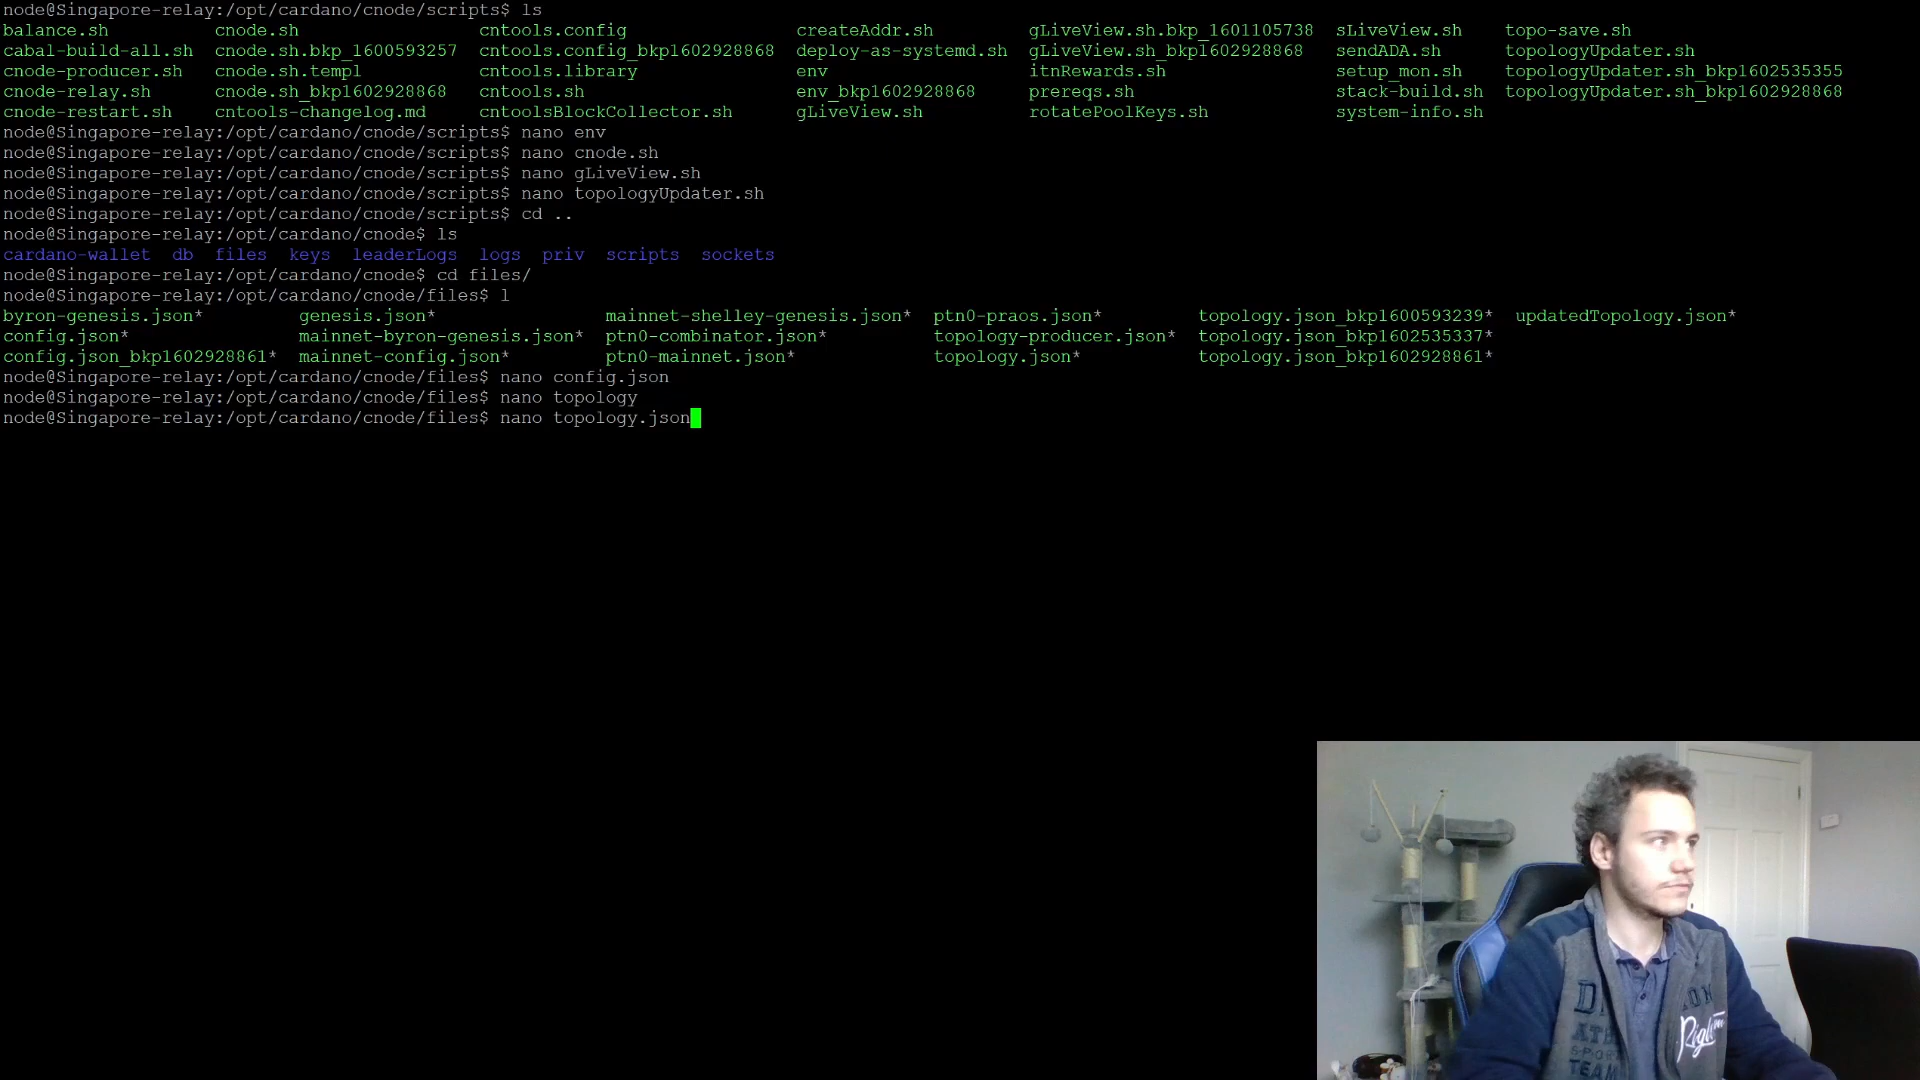 node@Singapore-relay:/opt/cardano/cnode/scripts$ ls
balance.sh cnode.sh cntools.config createAddr.sh gLiveView.sh.bkp_1601105738 sLiveView.sh topo-save.sh
cabal-build-all.sh cnode.sh.bkp_1600593257 cntools.config_bkp1602928868 deploy-as-systemd.sh gLiveView.sh_bkp1602928868 sendADA.sh topologyUpdater.sh
cnode-producer.sh cnode.sh.templ cntools.library env itnRewards.sh setup_mon.sh topologyUpdater.sh_bkp1602535355
cnode-relay.sh cnode.sh_bkp1602928868 cntools.sh env_bkp1602928868 prereqs.sh stack-build.sh topologyUpdater.sh_bkp1602928868
cnode-restart.sh cntools-changelog.md cntoolsBlockCollector.sh gLiveView.sh rotatePoolKeys.sh system-info.sh
node@Singapore-relay:/opt/cardano/cnode/scripts$ nano env
node@Singapore-relay:/opt/cardano/cnode/scripts$ nano cnode.sh
node@Singapore-relay:/opt/cardano/cnode/scripts$ nano gLiveView.sh
node@Singapore-relay:/opt/cardano/cnode/scripts$ nano topologyUpdater.sh
node@Singapore-relay:/opt/cardano/cnode/scripts$ cd ..
node@Singapore-relay:/opt/cardano/cnode$ ls
cardano-wallet db files keys leaderLogs logs priv scripts sockets
node@Singapore-relay:/opt/cardano/cnode$ cd files/
node@Singapore-relay:/opt/cardano/cnode/files$ l
byron-genesis.json* genesis.json* mainnet-shelley-genesis.json* ptn0-praos.json* topology.json_bkp1600593239* updatedTopology.json*
config.json* mainnet-byron-genesis.json* ptn0-combinator.json* topology-producer.json* topology.json_bkp1602535337*
config.json_bkp1602928861* mainnet-config.json* ptn0-mainnet.json* topology.json* topology.json_bkp1602928861*
node@Singapore-relay:/opt/cardano/cnode/files$ nano config.json
node@Singapore-relay:/opt/cardano/cnode/files$ nano topology
node@Singapore-relay:/opt/cardano/cnode/files$ nano topology.json